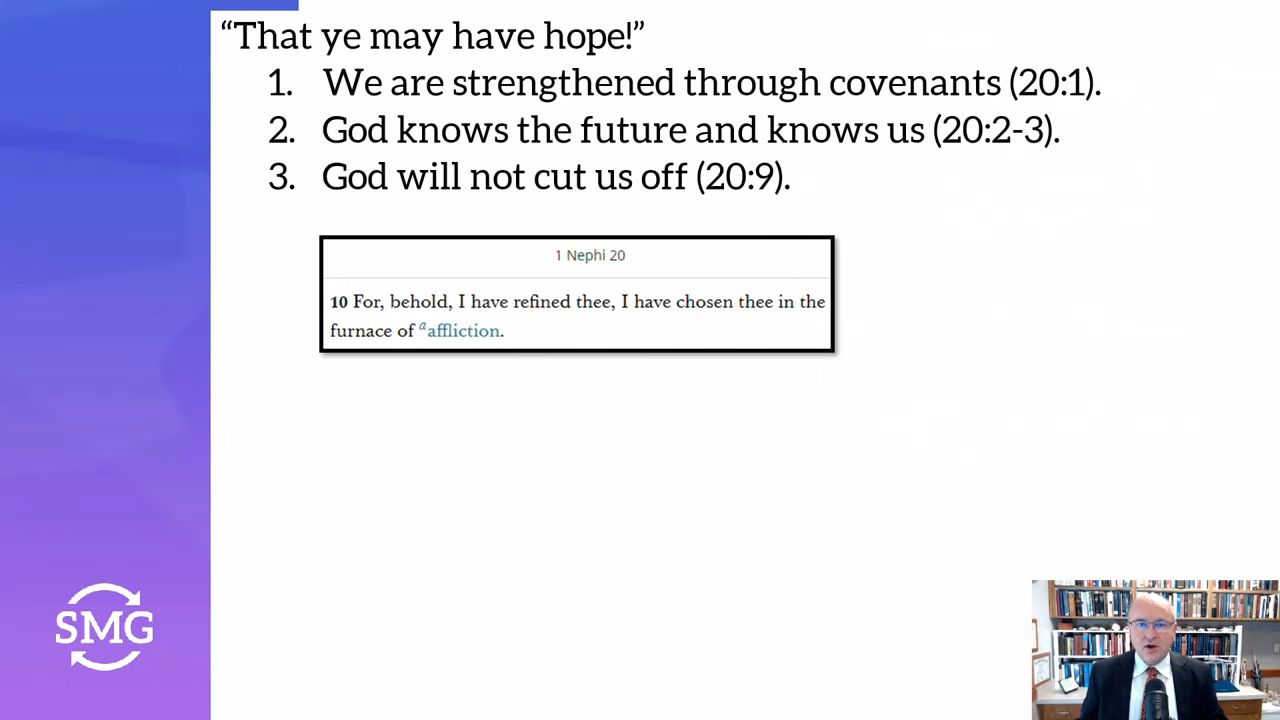 “That ye may have hope!”
1. We are strengthened through covenants (20:1).
2. God knows the future and knows us (20:2-3).
3. God will not cut us off (20:9).
1 Nephi 20
10 For, behold, I have refined thee, I have chosen thee in the
furnace of a affliction.
SMG